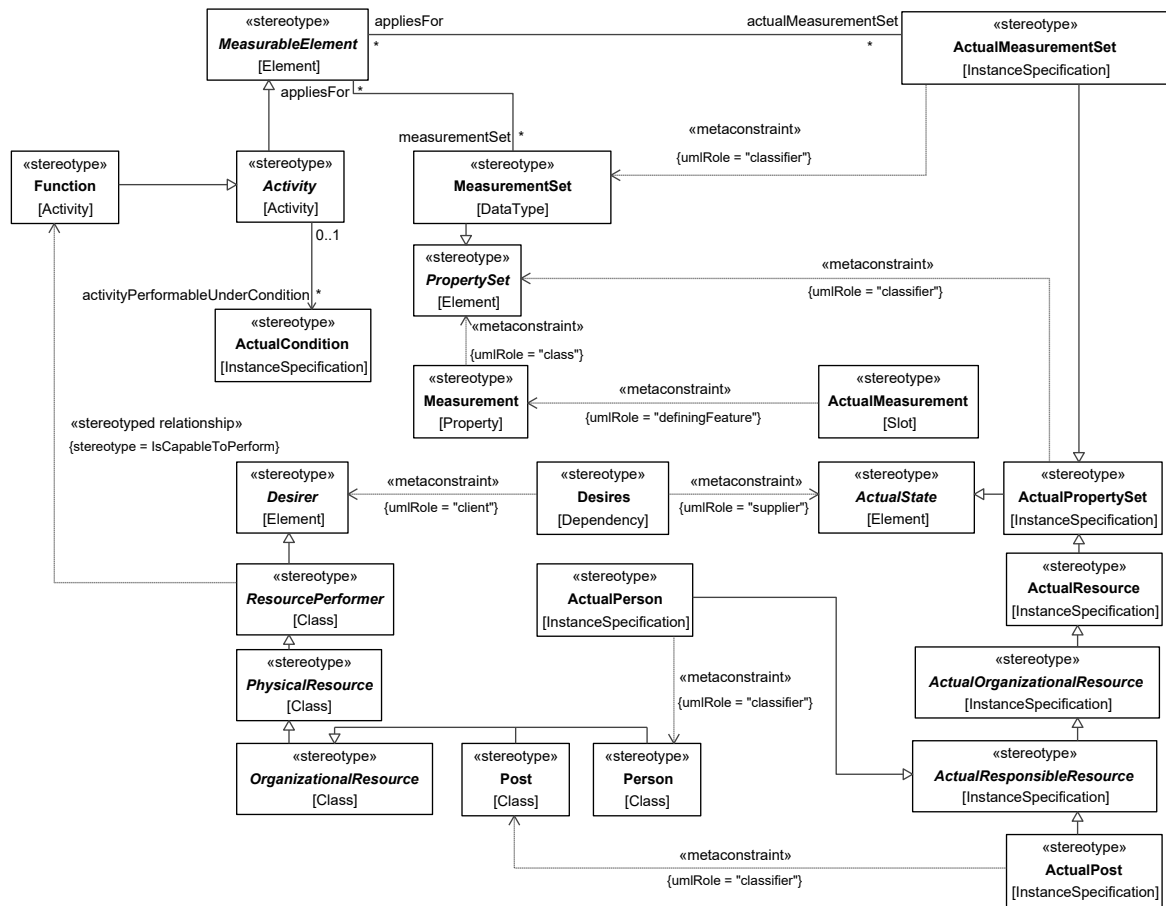 «stereotype»
MeasurableElement
[Element]
appliesFor
*
actualMeasurementSet
*
«stereotype»
ActualMeasurementSet
[InstanceSpecification]
appliesFor
*
measurementSet
*
«metaconstraint»
{umlRole = "classifier"}
«stereotype»
Function
[Activity]
«stereotype»
Activity
[Activity]
«stereotype»
MeasurementSet
[DataType]
0..1
activityPerformableUnderCondition
*
«stereotype»
ActualCondition
[InstanceSpecification]
«stereotype»
PropertySet
[Element]
«metaconstraint»
{umlRole = "classifier"}
«metaconstraint»
{umlRole = "class"}
«stereotype»
Measurement
[Property]
«metaconstraint»
{umlRole = "definingFeature"}
«stereotype»
ActualMeasurement
[Slot]
«stereotyped relationship»
{stereotype = IsCapableToPerform}
«stereotype»
Desirer
[Element]
«metaconstraint»
{umlRole = "client"}
«stereotype»
Desires
[Dependency]
«metaconstraint»
{umlRole = "supplier"}
«stereotype»
ActualState
[Element]
«stereotype»
ActualPropertySet
[InstanceSpecification]
«stereotype»
ResourcePerformer
[Class]
«stereotype»
ActualPerson
[InstanceSpecification]
«stereotype»
ActualResource
[InstanceSpecification]
«stereotype»
PhysicalResource
[Class]
«metaconstraint»
{umlRole = "classifier"}
«stereotype»
ActualOrganizationalResource
[InstanceSpecification]
«stereotype»
OrganizationalResource
[Class]
«stereotype»
Post
[Class]
«stereotype»
Person
[Class]
«stereotype»
ActualResponsibleResource
[InstanceSpecification]
«metaconstraint»
{umlRole = "classifier"}
«stereotype»
ActualPost
[InstanceSpecification]